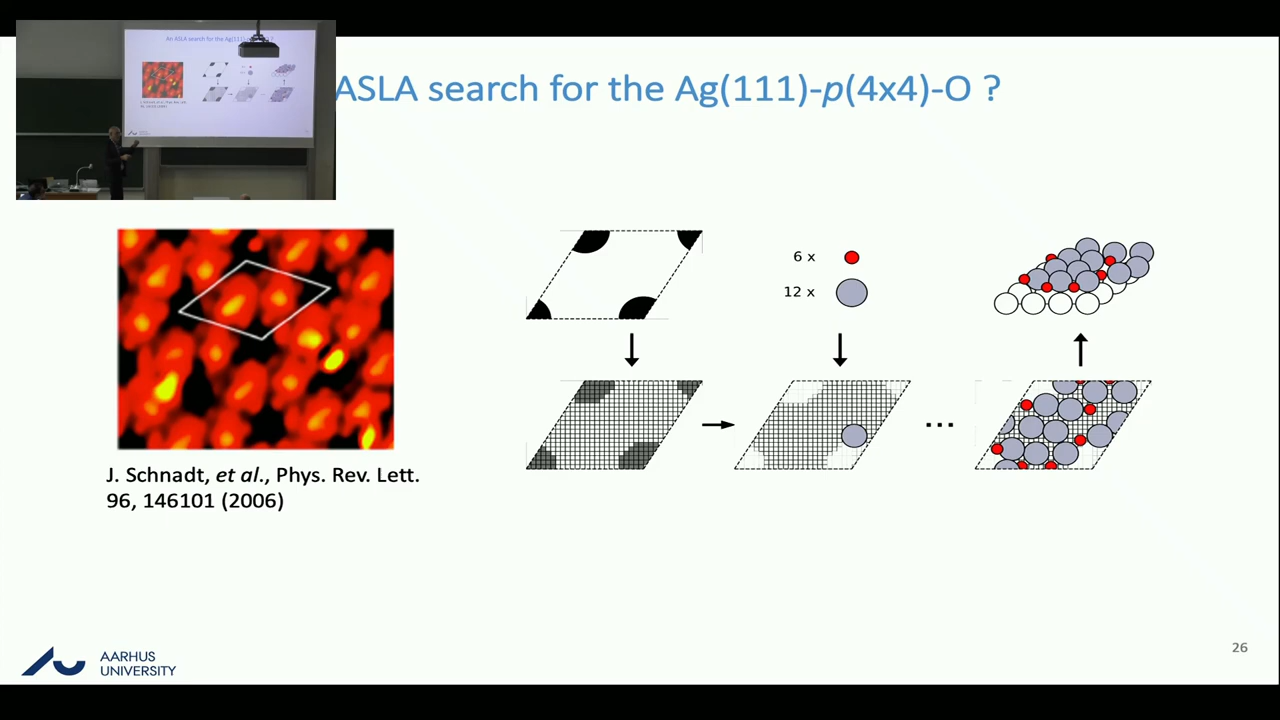 ASLA search for the Ag(111)-p(4x4)-O ?
6 x
12 x
...
J. Schnadt, et al., Phys. Rev. Lett.
96, 146101 (2006)
AARHUS
UNIVERSITY
26